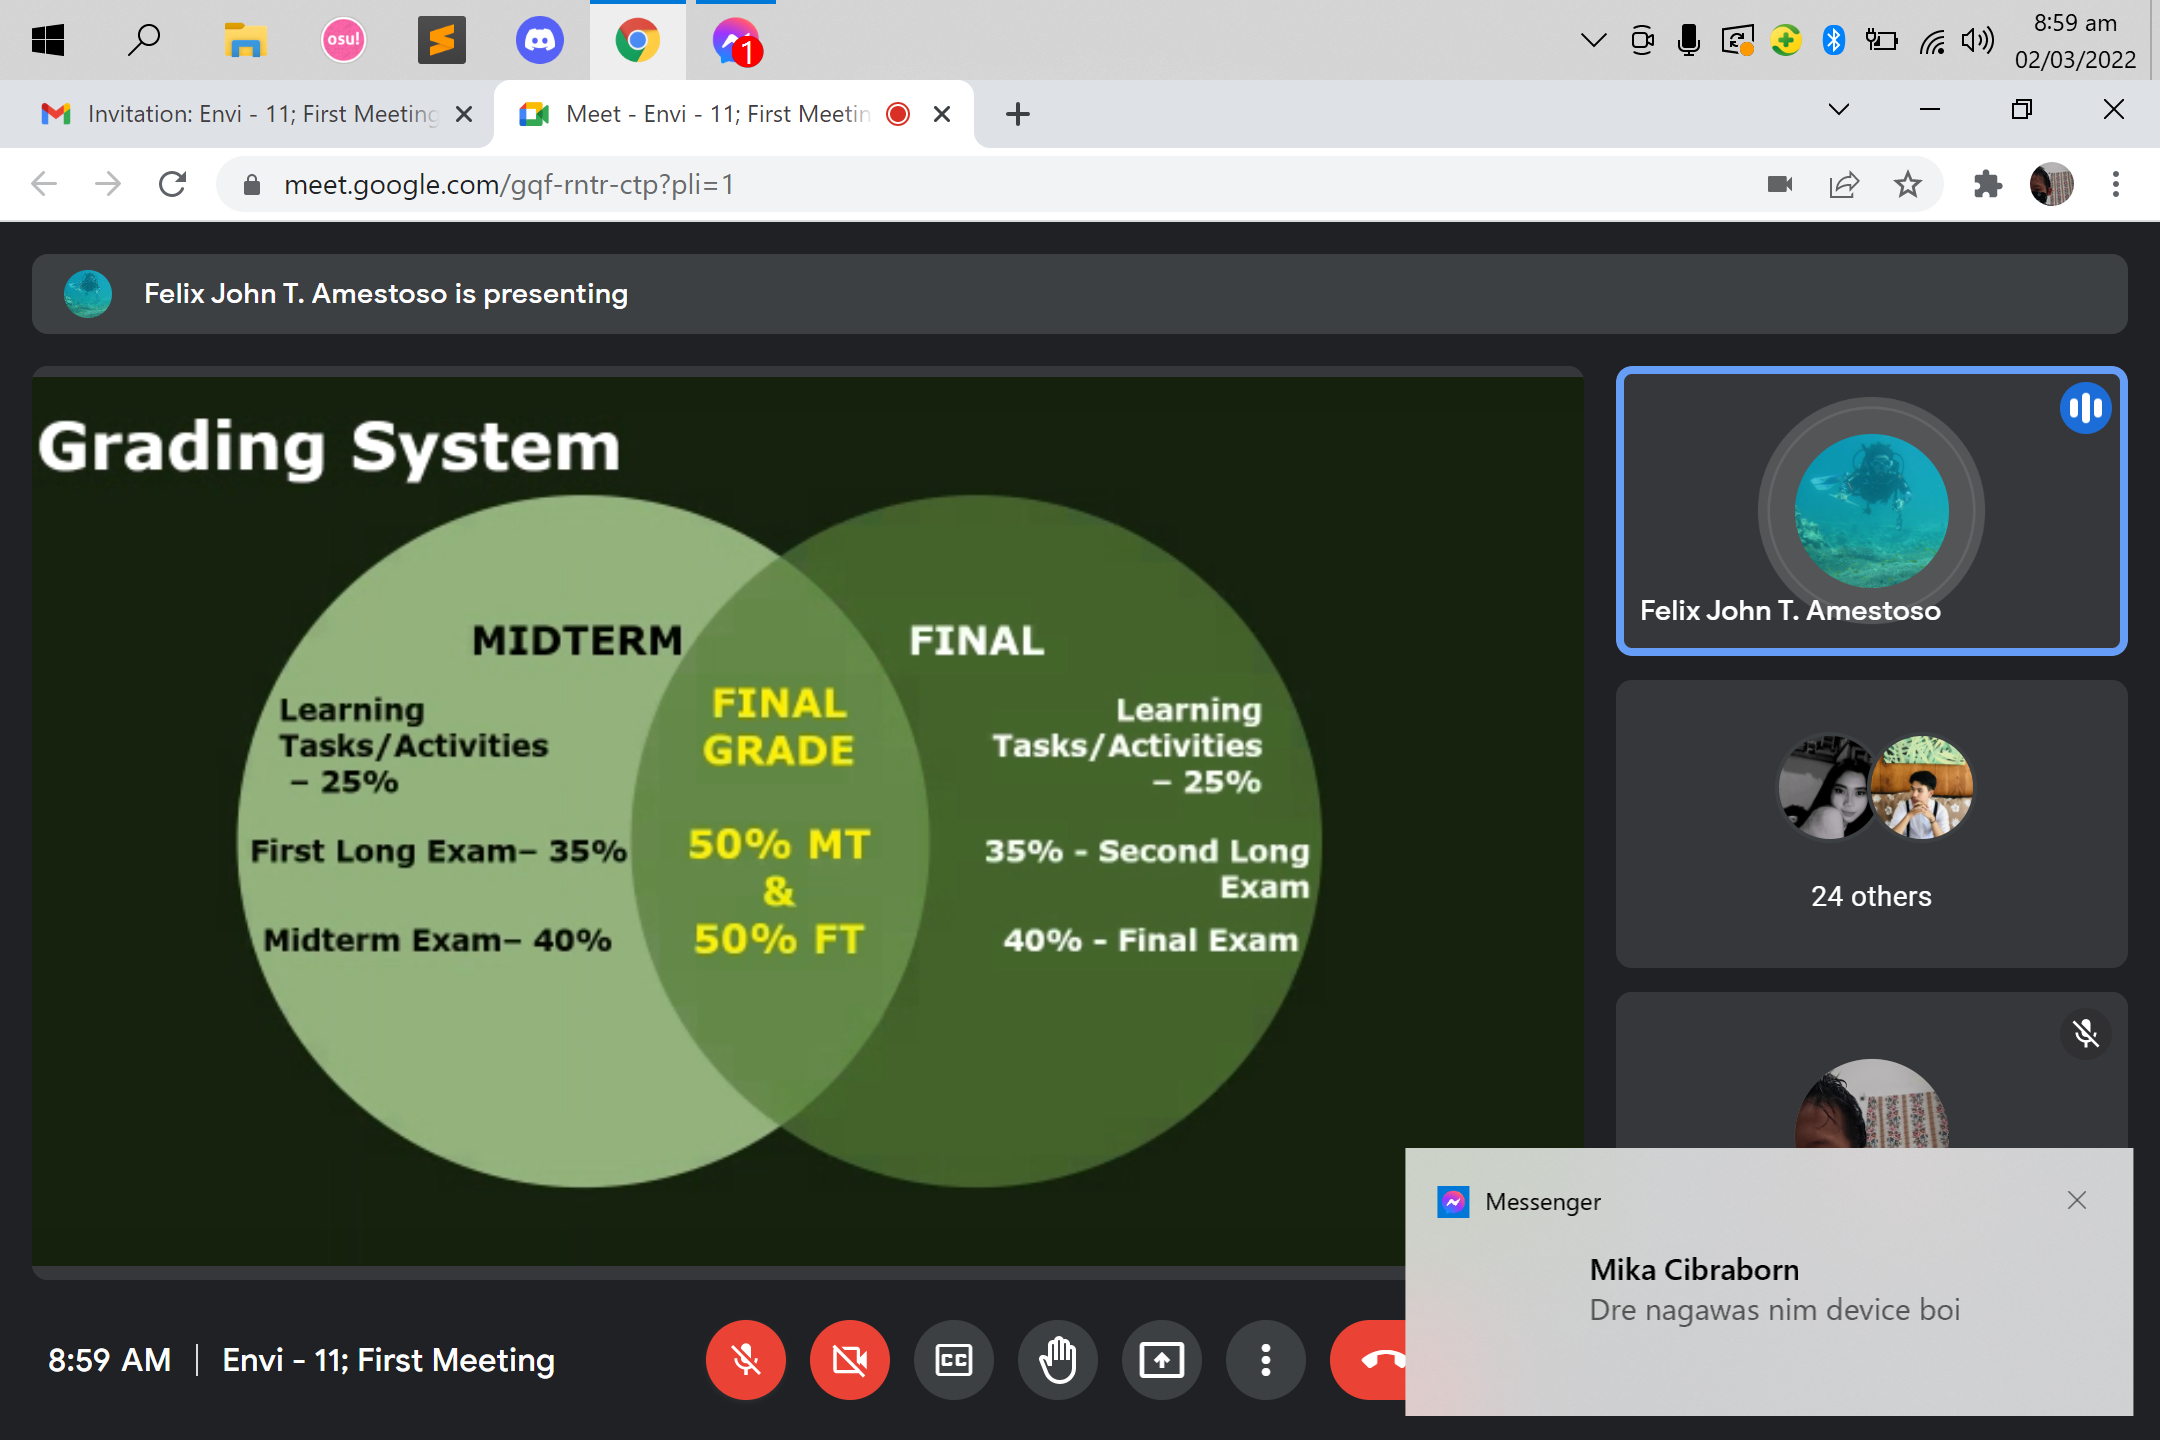 osu!
1
8:59 am
02/03/2022
Invitation: Envi - 11; First Meeting
Meet - Envi - 11; First Meetin
meet.google.com/gqf-rntr-ctp?pli=1
Felix John T. Amestoso is presenting
Grading System
MIDTERM
Learning
Tasks/Activities
– 25%
First Long Exam– 35%
Midterm Exam– 40%
FINAL
GRADE
50% MT
&
50% FT
FINAL
Learning
Tasks/Activities
– 25%
35% - Second Long
Exam
40% - Final Exam
Felix John T. Amestoso
24 others
Messenger
Mika Cibraborn
Dre nagawas nim device boi
8:59 AM | Envi - 11; First Meeting
CC